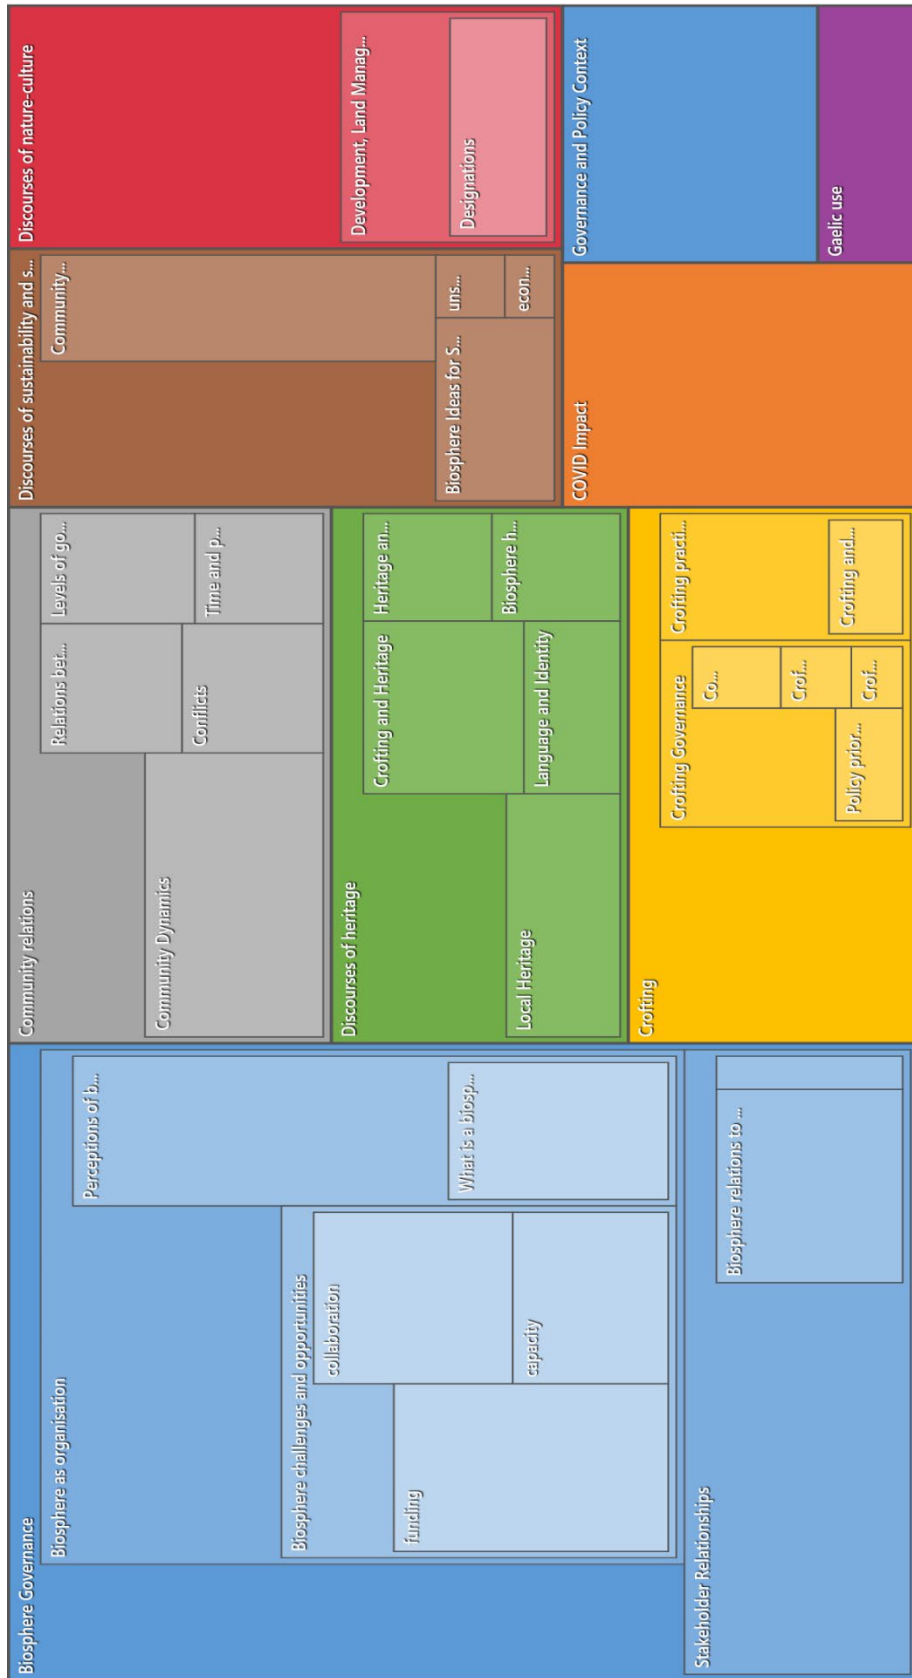 Biosphere Governance
Biosphere as organisation
Perceptions of b...
What is a biosp...
Biosphere challenges and opportunities
collaboration
funding
capacity
Stakeholder Relationships
Biosphere relations to ...
Community relations
Relations bet...
Levels of go...
Community Dynamics
Conflicts
Time and p...
Discourses of heritage
Crofting and Heritage
Heritage an...
Local Heritage
Language and Identity
Biosphere h...
Crofting
Crofting Governance
Co...
Crof...
Crof...
Policy prior...
Crofting practi...
Crofting and...
Discourses of sustainability and s...
Community...
Biosphere Ideas for S...
uns...
econ...
Discourses of nature-culture
Development, Land Manag...
Designations
COVID Impact
Governance and Policy Context
Gaelic use